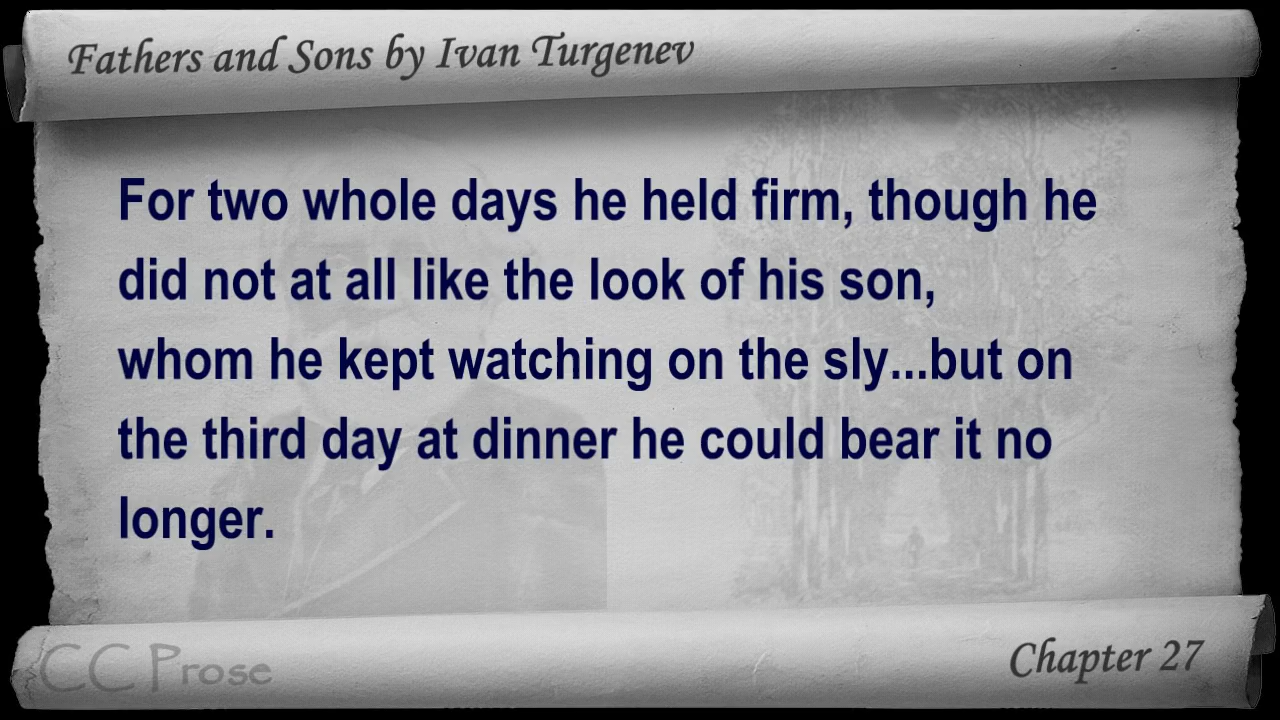 Fathers and Sons by Ivan Turgenev
For two whole days he held firm, though he
did not at all like the look of his son,
whom he kept watching on the sly...but on
the third day at dinner he could bear it no
longer.
CC Prose
Chapter 27